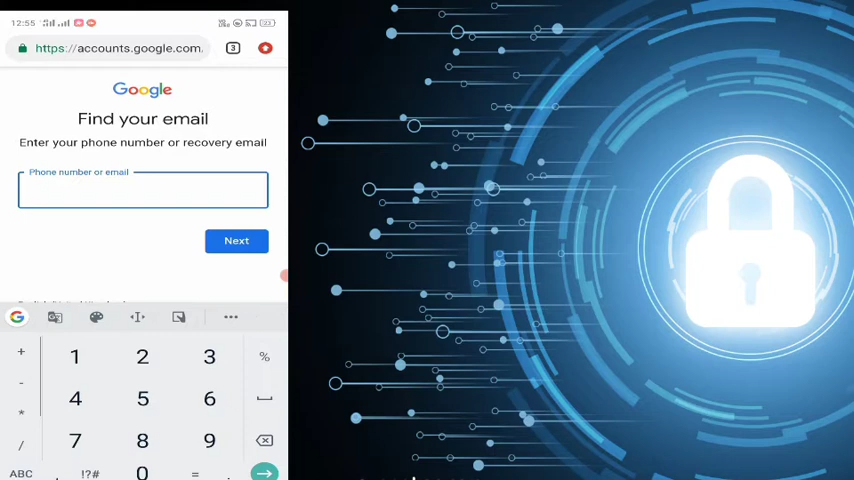 12:55
https://accounts.google.com.
3
Google
Find your email
Enter your phone number or recovery email
Phone number or email
Next
G
+ 1 2 3 %
- 4 5 6
* 7 8 9
/
ABC , !?# 0 = .